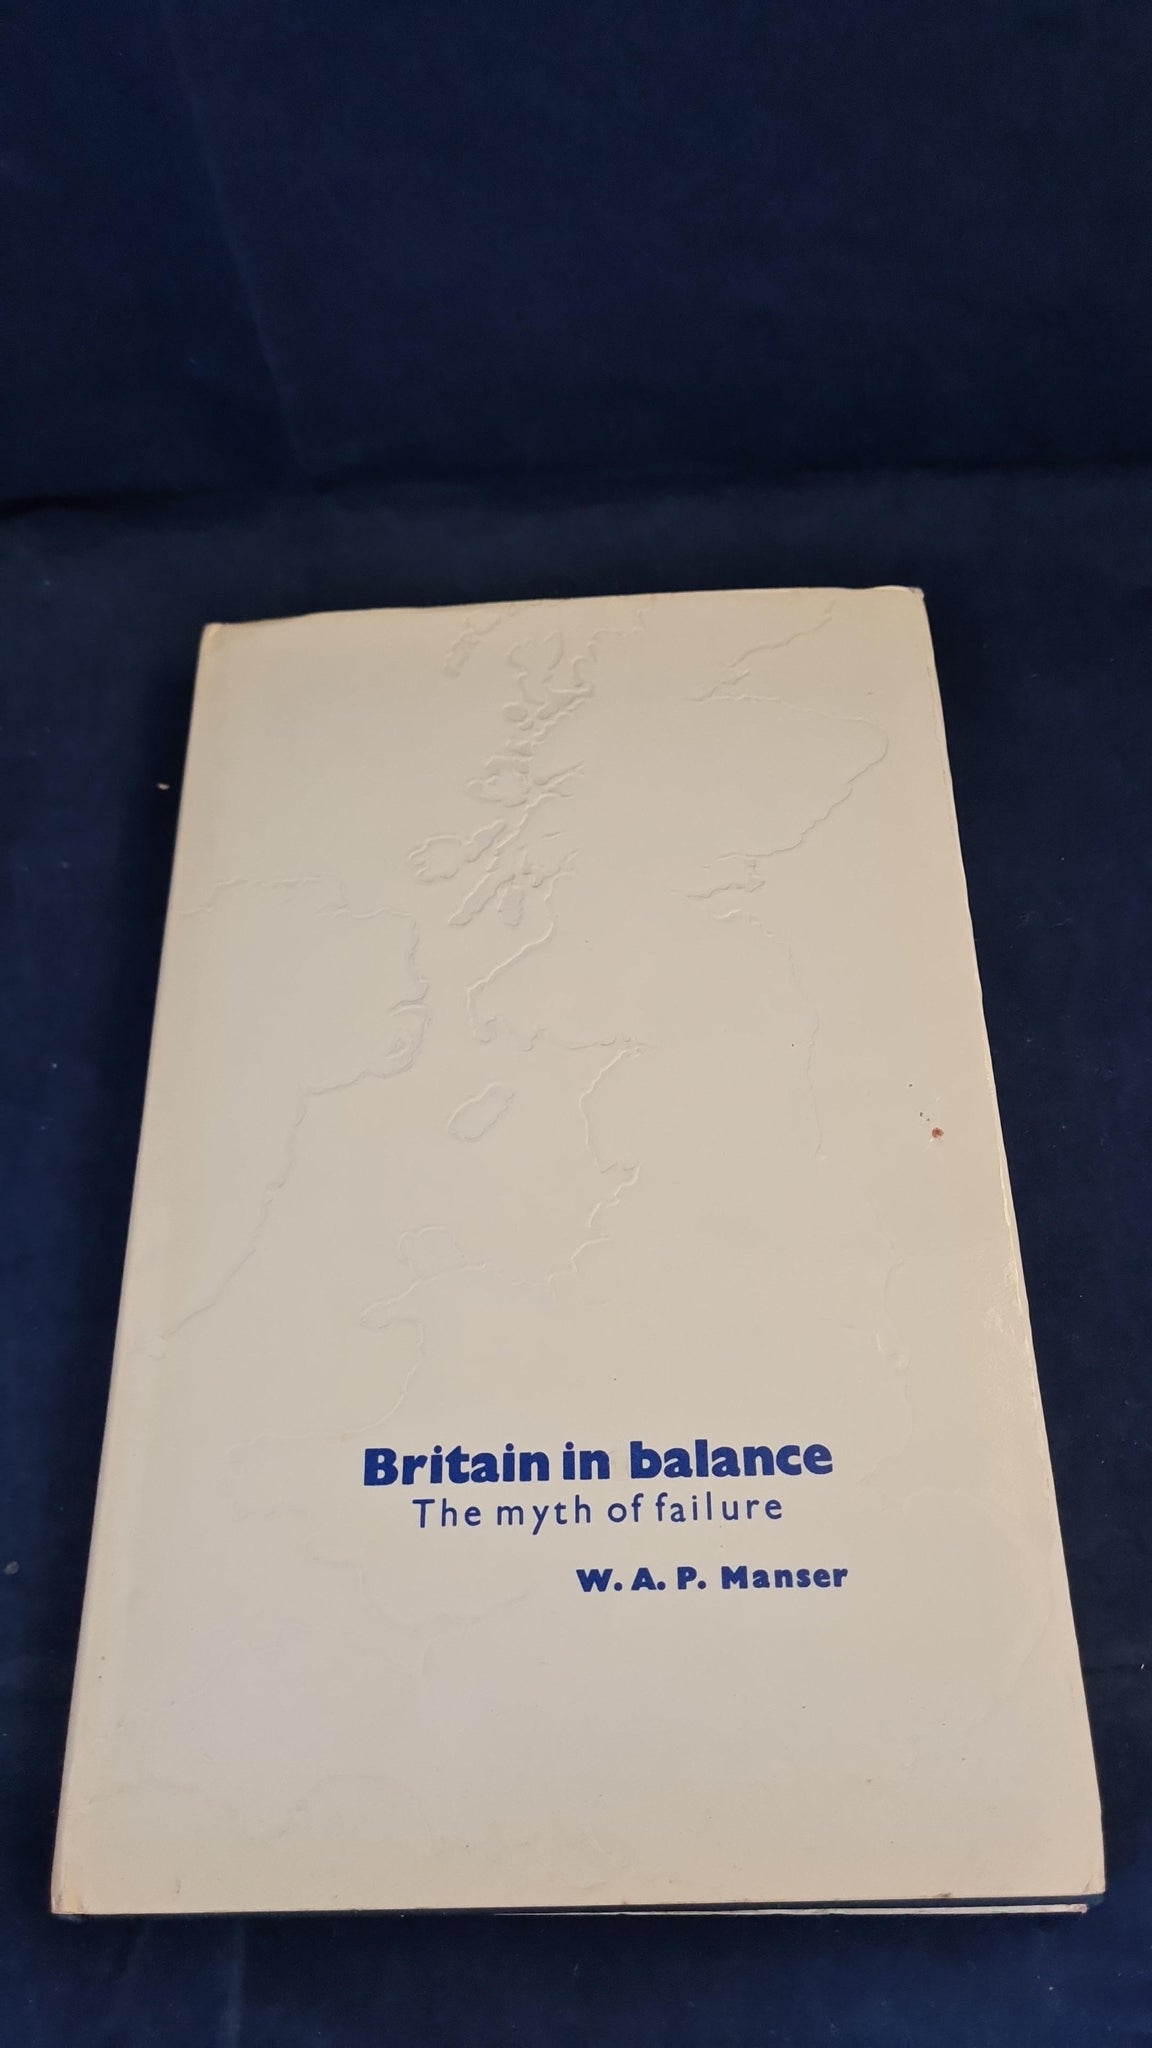 Britain in balance
The myth of failure
W. A. P. Manser